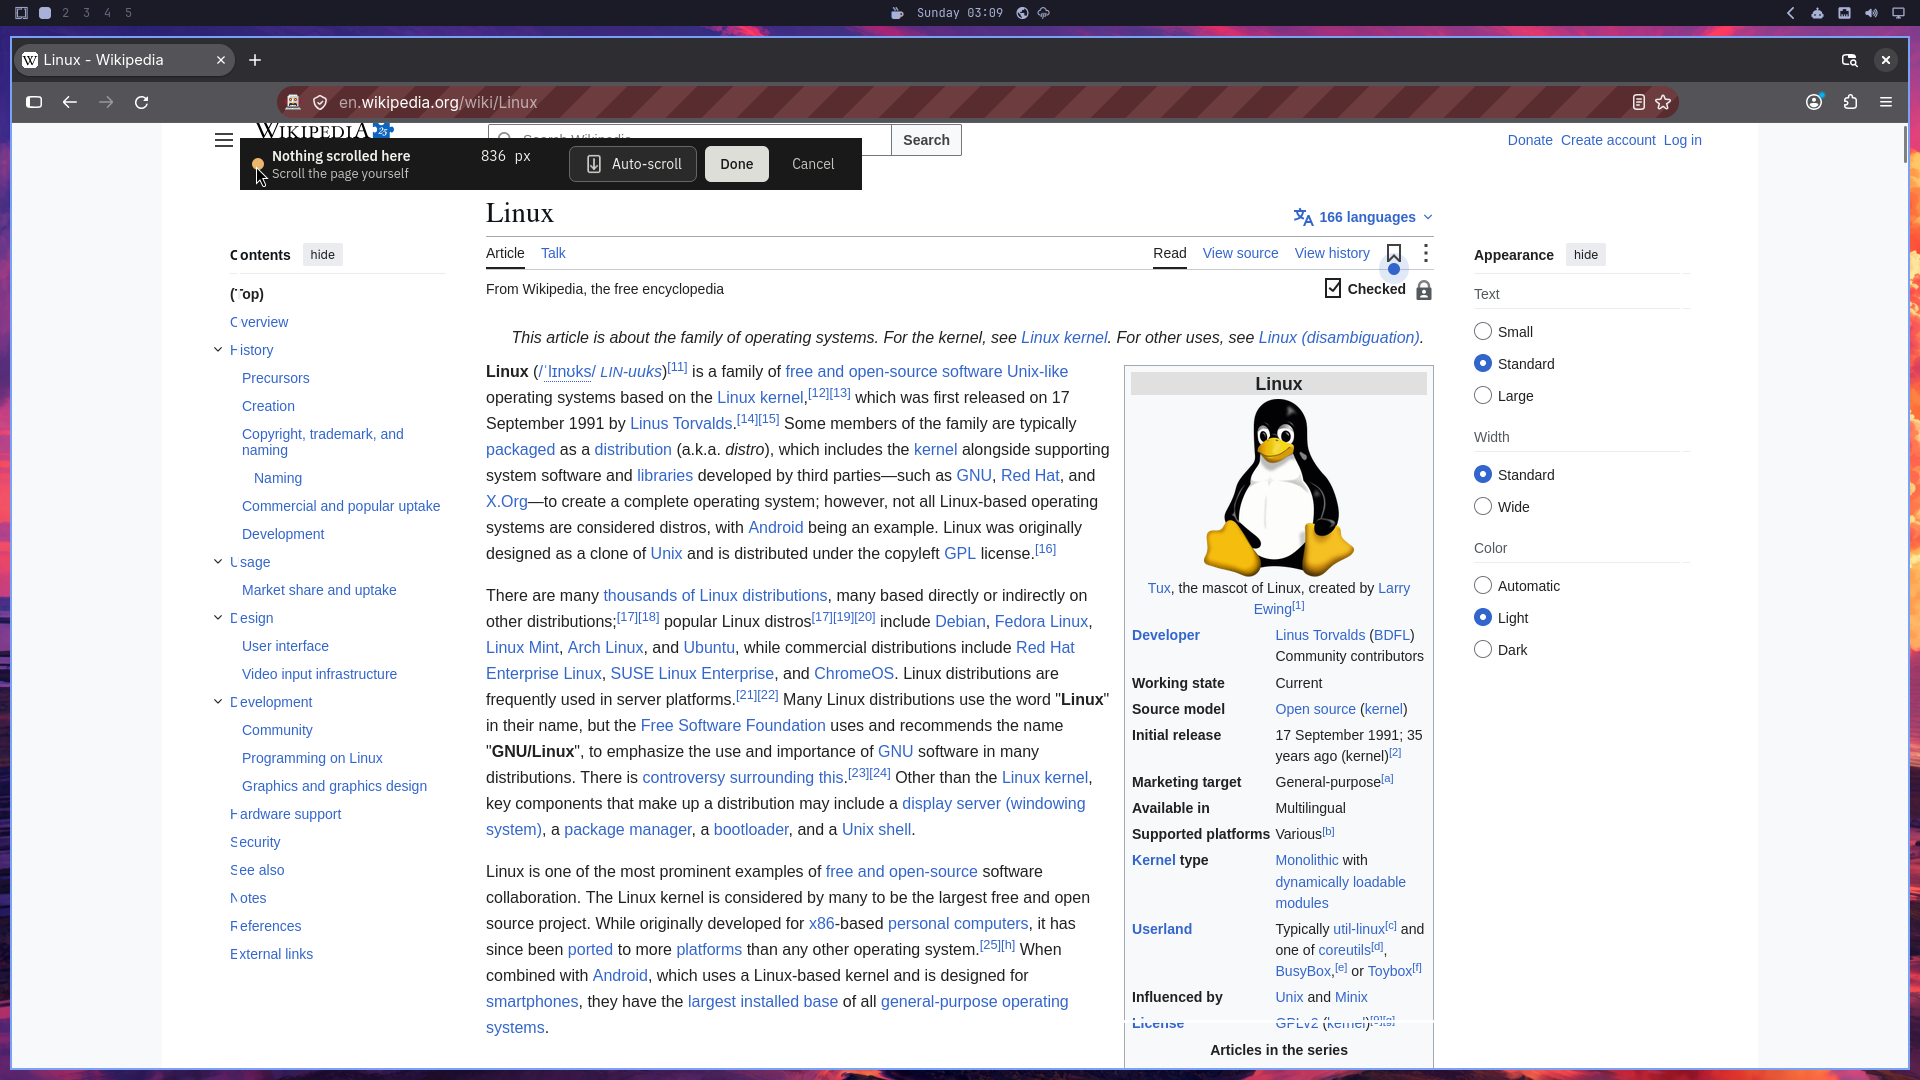 2 3 4 5
Sunday 03:09
Linux - Wikipedia
en.wikipedia.org/wiki/Linux
WIKIPEDIA 25
Search Wikipedia
Search
Donate Create account Log in
Nothing scrolled here
Scroll the page yourself
836 px
Auto-scroll
Done
Cancel
Linux
166 languages
Contents hide
(Top)
Overview
History
Precursors
Creation
Copyright, trademark, and
naming
Naming
Commercial and popular uptake
Development
Usage
Market share and uptake
Design
User interface
Video input infrastructure
Development
Community
Programming on Linux
Graphics and graphics design
Hardware support
Security
See also
Notes
References
External links
Article Talk
Read View source View history
From Wikipedia, the free encyclopedia
Checked
This article is about the family of operating systems. For the kernel, see Linux kernel. For other uses, see Linux (disambiguation).
Linux (/ˈlɪnʊks/ LIN-uuks)[11] is a family of free and open-source software Unix-like
operating systems based on the Linux kernel,[12][13] which was first released on 17
September 1991 by Linus Torvalds.[14][15] Some members of the family are typically
packaged as a distribution (a.k.a. distro), which includes the kernel alongside supporting
system software and libraries developed by third parties—such as GNU, Red Hat, and
X.Org—to create a complete operating system; however, not all Linux-based operating
systems are considered distros, with Android being an example. Linux was originally
designed as a clone of Unix and is distributed under the copyleft GPL license.[16]
There are many thousands of Linux distributions, many based directly or indirectly on
other distributions;[17][18] popular Linux distros[17][19][20] include Debian, Fedora Linux,
Linux Mint, Arch Linux, and Ubuntu, while commercial distributions include Red Hat
Enterprise Linux, SUSE Linux Enterprise, and ChromeOS. Linux distributions are
frequently used in server platforms.[21][22] Many Linux distributions use the word "Linux"
in their name, but the Free Software Foundation uses and recommends the name
"GNU/Linux", to emphasize the use and importance of GNU software in many
distributions. There is controversy surrounding this.[23][24] Other than the Linux kernel,
key components that make up a distribution may include a display server (windowing
system), a package manager, a bootloader, and a Unix shell.
Linux is one of the most prominent examples of free and open-source software
collaboration. The Linux kernel is considered by many to be the largest free and open
source project. While originally developed for x86-based personal computers, it has
since been ported to more platforms than any other operating system.[25][h] When
combined with Android, which uses a Linux-based kernel and is designed for
smartphones, they have the largest installed base of all general-purpose operating
systems.
Linux
Tux, the mascot of Linux, created by Larry
Ewing[1]
Developer Linus Torvalds (BDFL)
Community contributors
Working state Current
Source model Open source (kernel)
Initial release 17 September 1991; 35
years ago (kernel)[2]
Marketing target General-purpose[a]
Available in Multilingual
Supported platforms Various[b]
Kernel type Monolithic with
dynamically loadable
modules
Userland Typically util-linux[c] and
one of coreutils[d],
BusyBox,[e] or Toybox[f]
Influenced by Unix and Minix
License GPLv2 (kernel)[9][g]
Articles in the series
Appearance hide
Text
Small
Standard
Large
Width
Standard
Wide
Color
Automatic
Light
Dark